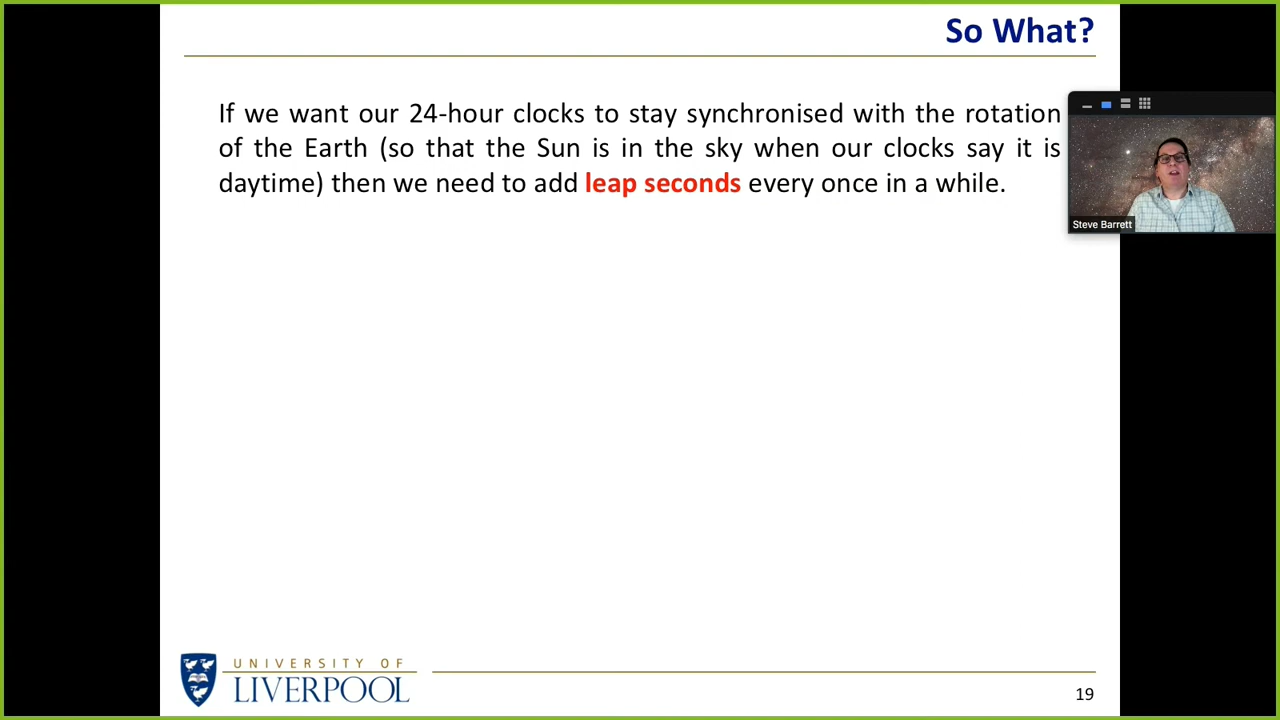 So What?
If we want our 24-hour clocks to stay synchronised with the rotation
of the Earth (so that the Sun is in the sky when our clocks say it is
daytime) then we need to add leap seconds every once in a while.
Steve Barrett
UNIVERSITY OF
LIVERPOOL
19